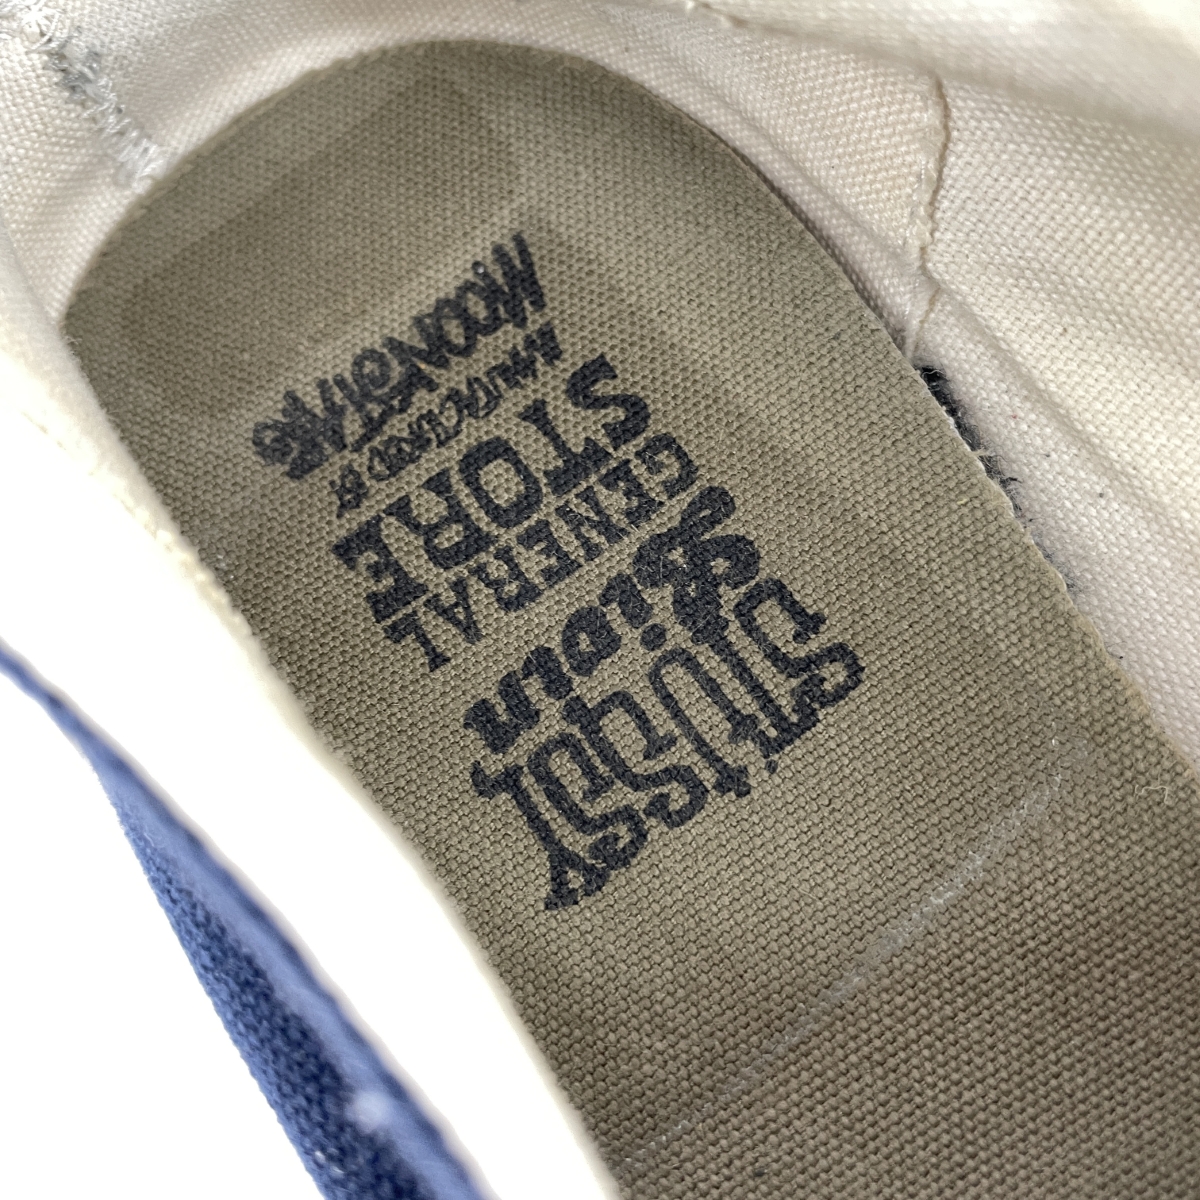 STUSSY
Livin
GENERAL
STORE
MANUFACTURED BY
MOONSTAR